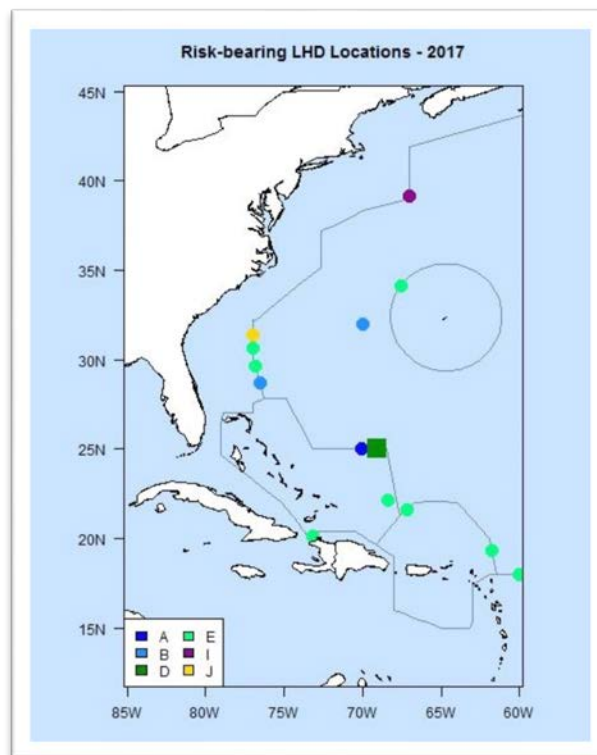 Risk-bearing LHD Locations - 2017
45N
40N
35N
30N
25N
20N
15N
A E
B I
D J
85W 80W 75W 70W 65W 60W